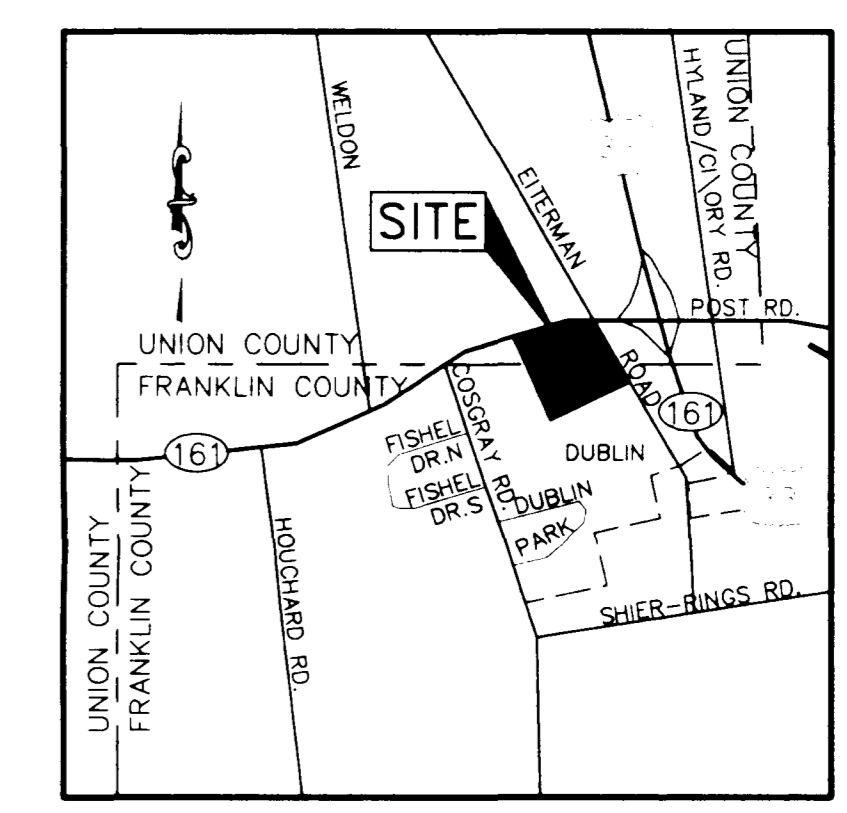 WELDON
EITERMAN
HYLAND/CI\ORY RD.
UNION COUNTY
SITE
POST RD.
UNION COUNTY
FRANKLIN COUNTY
ROAD
161
161
COSGRAY RD.
FISHEL
DR.N
FISHEL
DR.S
DUBLIN
DUBLIN
PARK
HOUCHARD RD.
UNION COUNTY
FRANKLIN COUNTY
SHIER-RINGS RD.